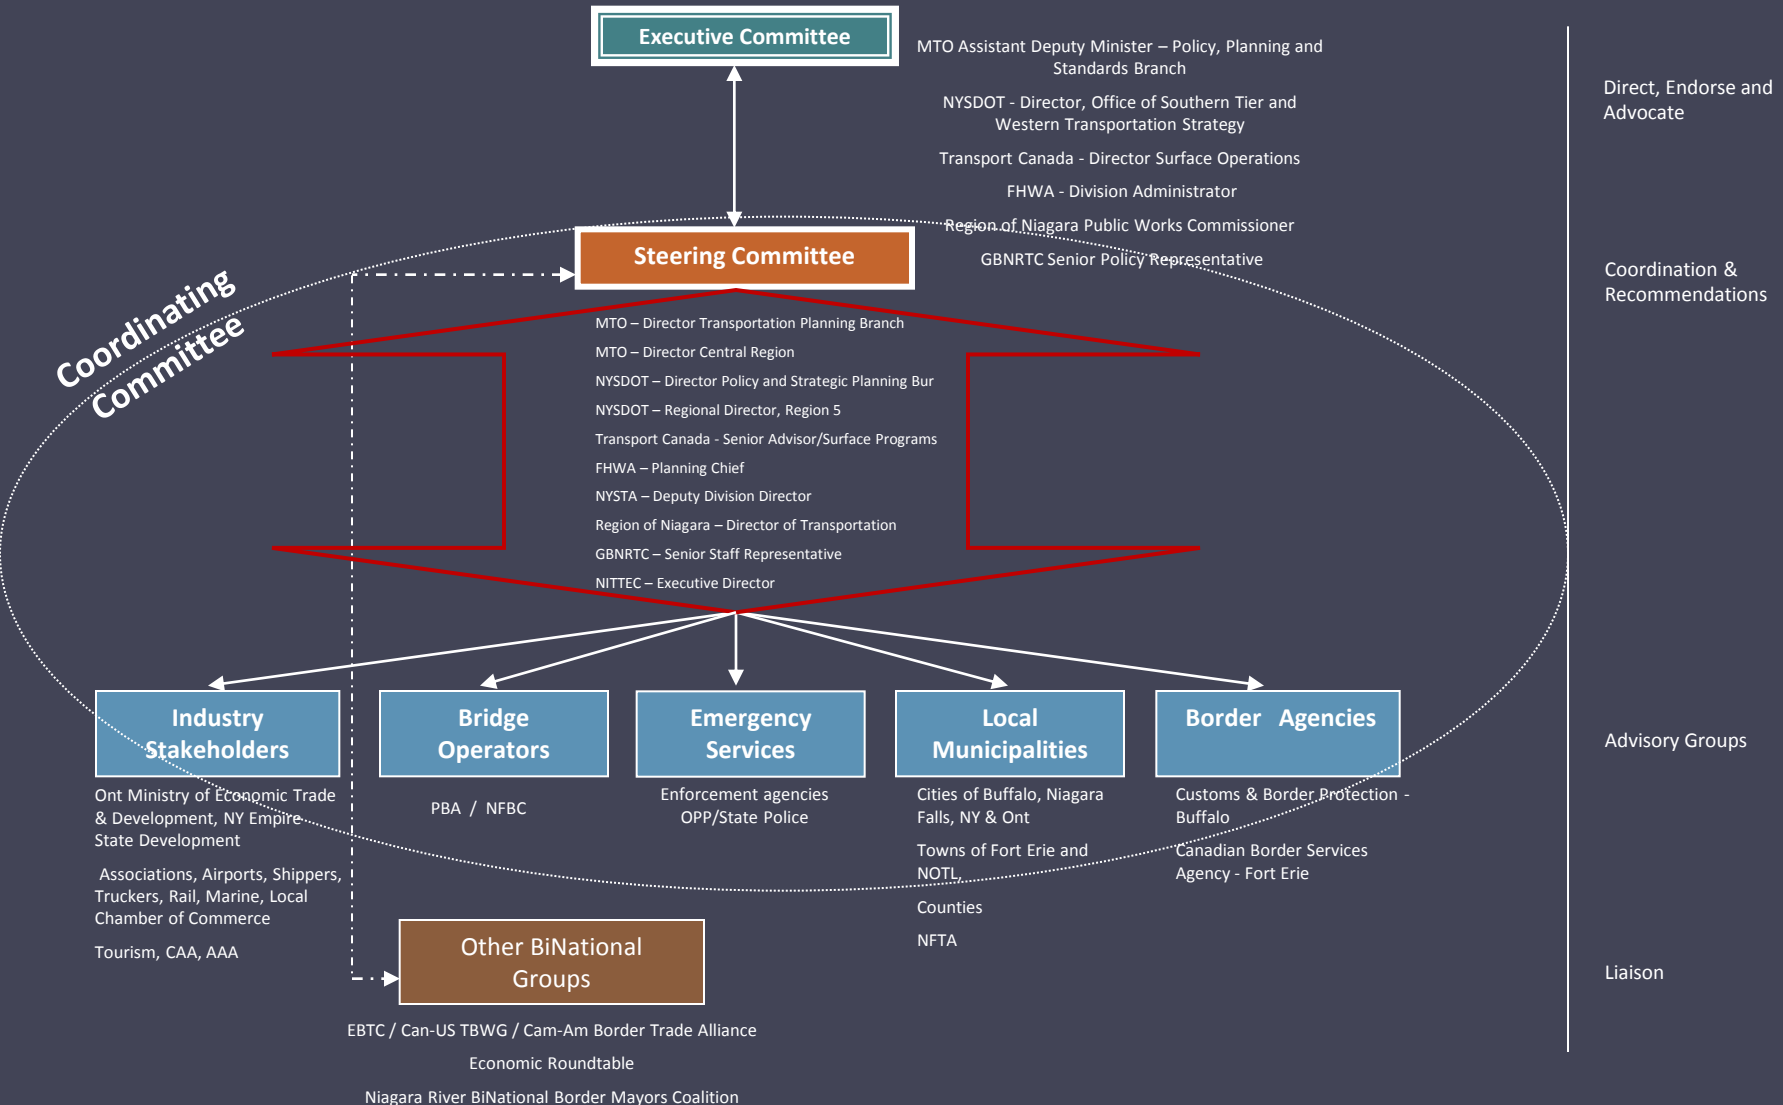 Executive Committee
MTO Assistant Deputy Minister – Policy, Planning and
Standards Branch
NYSDOT - Director, Office of Southern Tier and
Western Transportation Strategy
Transport Canada - Director Surface Operations
FHWA - Division Administrator
Region of Niagara Public Works Commissioner
GBNRTC Senior Policy Representative
Direct, Endorse and
Advocate
Steering Committee
Coordination &
Recommendations
Coordinating
Committee
MTO – Director Transportation Planning Branch
MTO – Director Central Region
NYSDOT – Director Policy and Strategic Planning Bur
NYSDOT – Regional Director, Region 5
Transport Canada - Senior Advisor/Surface Programs
FHWA – Planning Chief
NYSTA – Deputy Division Director
Region of Niagara – Director of Transportation
GBNRTC – Senior Staff Representative
NITTEC – Executive Director
Industry
Stakeholders
Ont Ministry of Economic Trade
& Development, NY Empire
State Development
Associations, Airports, Shippers,
Truckers, Rail, Marine, Local
Chamber of Commerce
Tourism, CAA, AAA
Bridge
Operators
PBA / NFBC
Emergency
Services
Enforcement agencies
OPP/State Police
Local
Municipalities
Cities of Buffalo, Niagara
Falls, NY & Ont
Towns of Fort Erie and
NOTL,
Counties
NFTA
Border Agencies
Customs & Border Protection -
Buffalo
Canadian Border Services
Agency - Fort Erie
Advisory Groups
Other BiNational
Groups
EBTC / Can-US TBWG / Cam-Am Border Trade Alliance
Economic Roundtable
Niagara River BiNational Border Mayors Coalition
Liaison